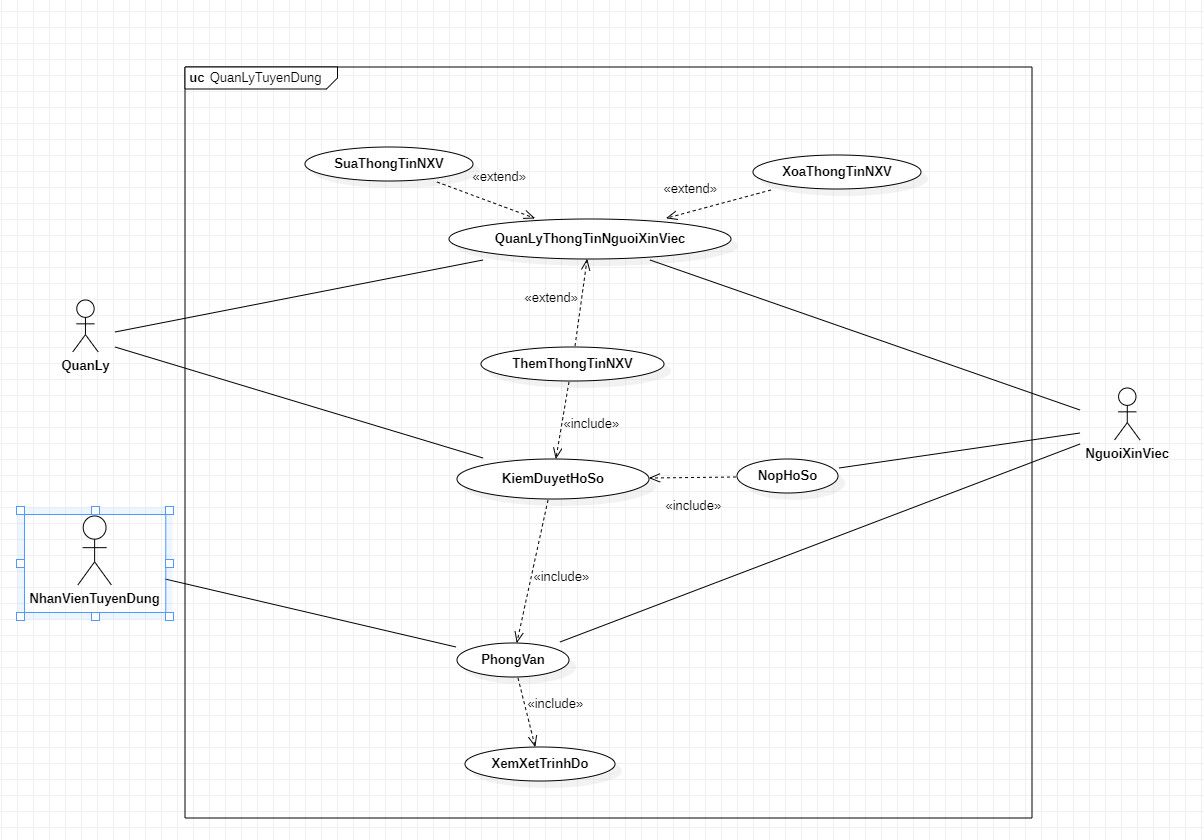 uc QuanLyTuyenDung
SuaThongTinNXV
«extend»
XoaThongTinNXV
«extend»
QuanLyThongTinNguoiXinViec
«extend»
QuanLy
ThemThongTinNXV
«include»
NguoiXinViec
KiemDuyetHoSo
NopHoSo
«include»
«include»
NhanVienTuyenDung
PhongVan
«include»
XemXetTrinhDo